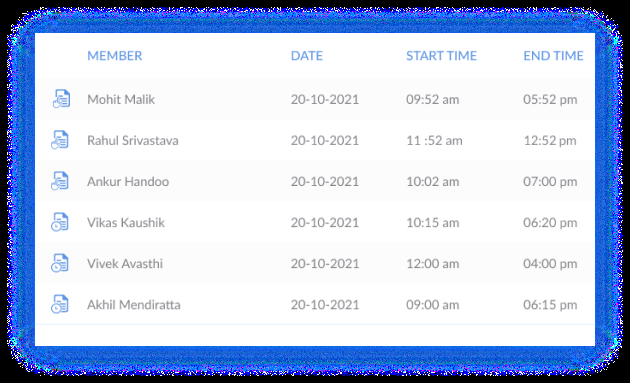 MEMBER DATE START TIME END TIME
Mohit Malik 20-10-2021 09:52 am 05:52 pm
Rahul Srivastava 20-10-2021 11 :52 am 12:52 pm
Ankur Handoo 20-10-2021 10:02 am 07:00 pm
Vikas Kaushik 20-10-2021 10:15 am 06:20 pm
Vivek Avasthi 20-10-2021 12:00 am 04:00 pm
Akhil Mendiratta 20-10-2021 09:00 am 06:15 pm